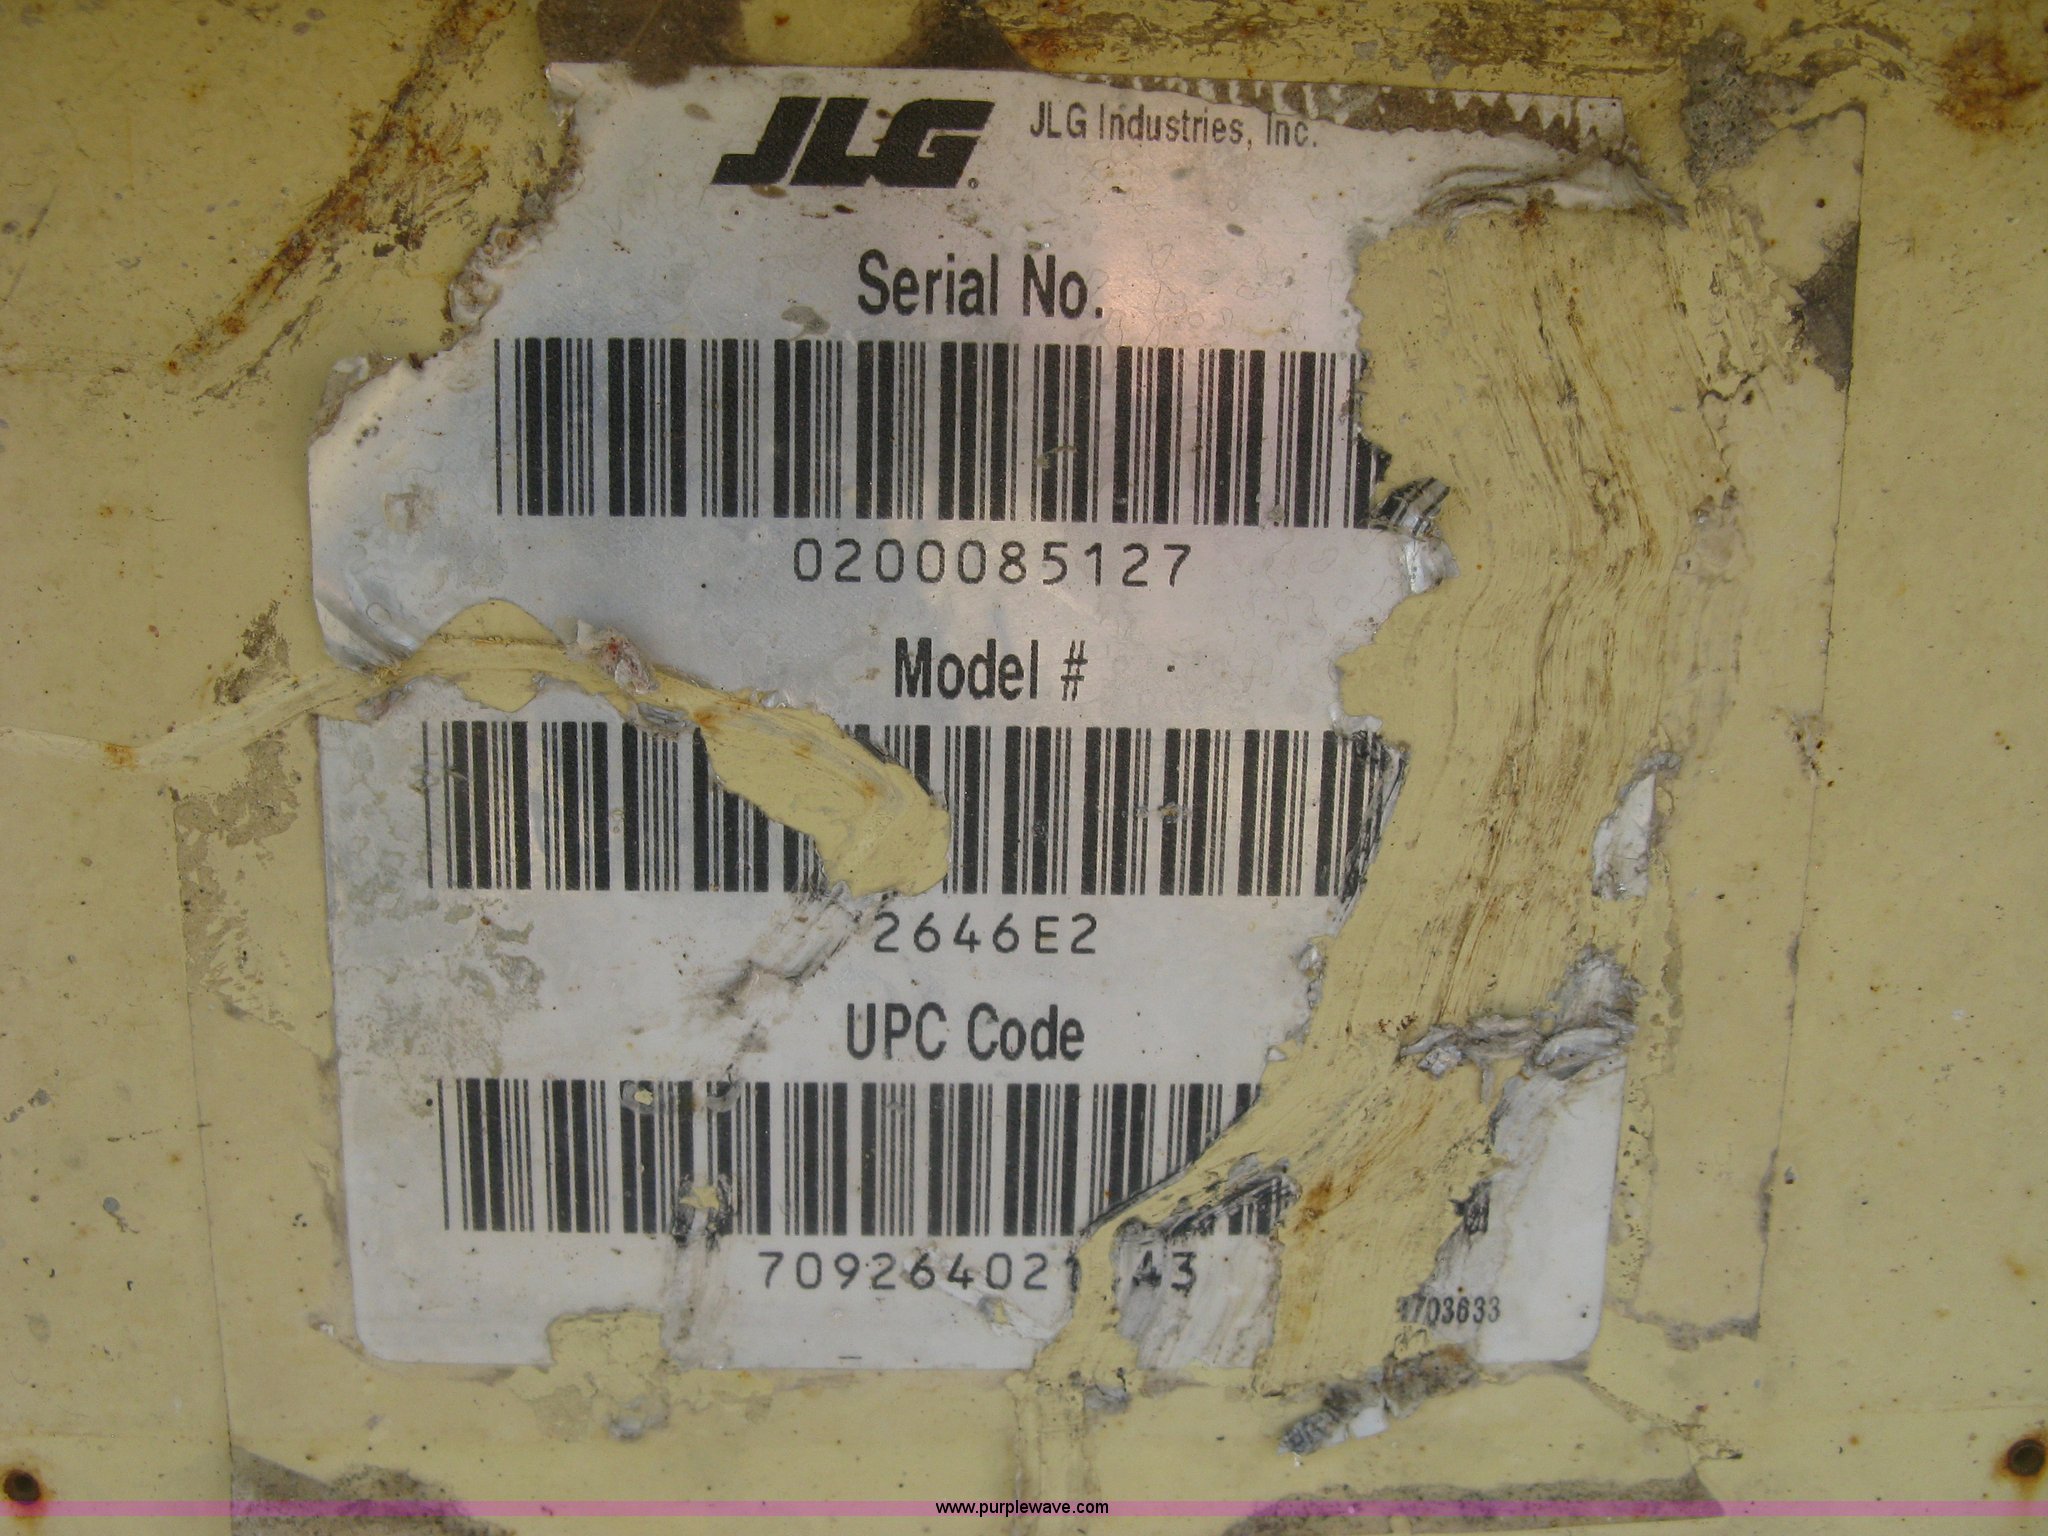 JLG
JLG Industries, Inc.
Serial No.
0200085127
Model #
2646E2
UPC Code
www.purplewave.com